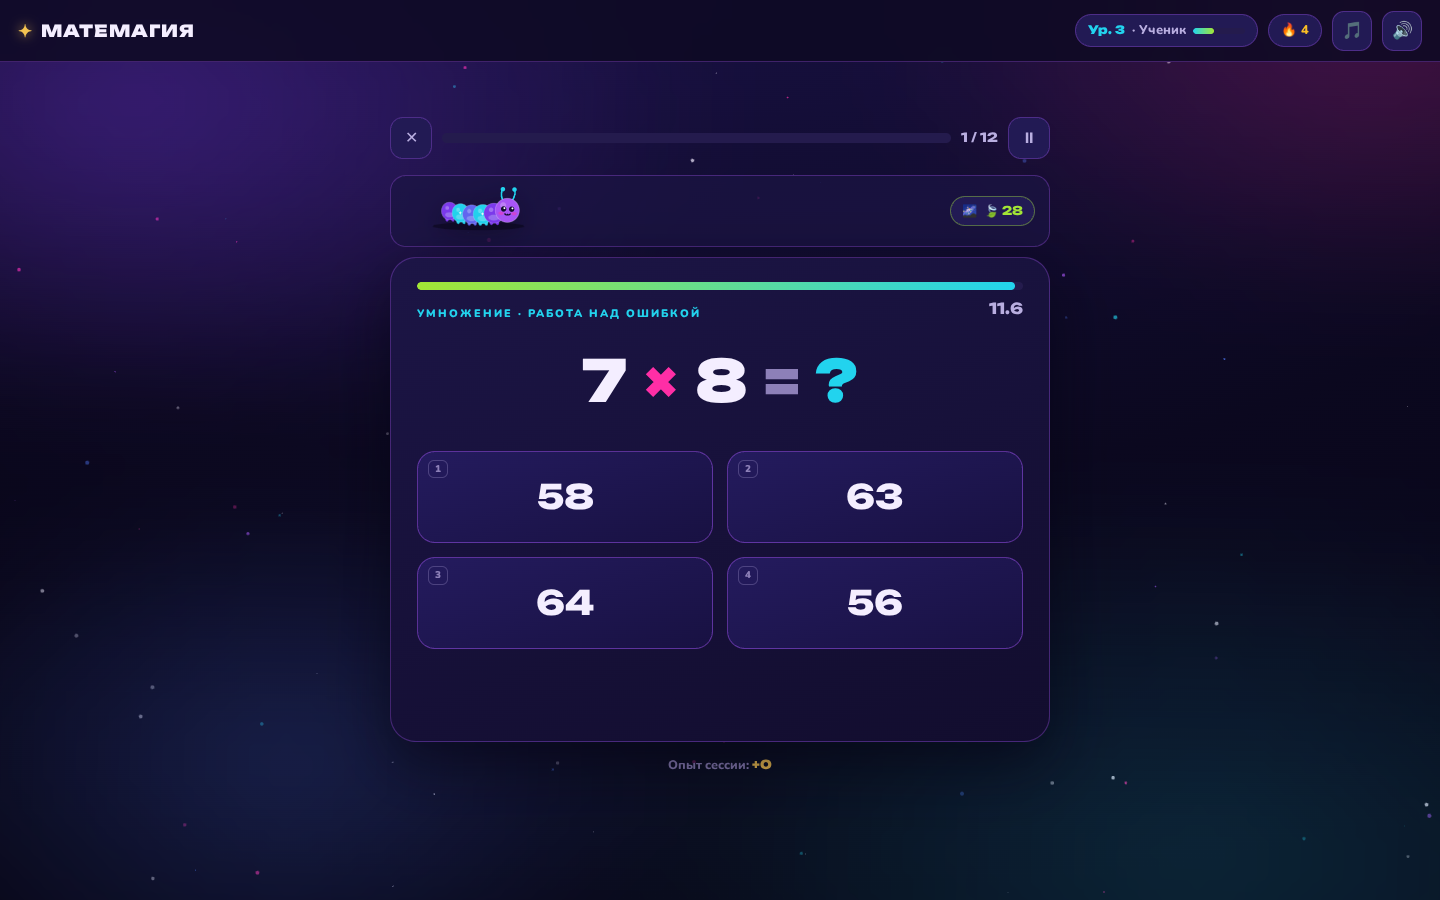 МАТЕМАГИЯ
Ур. 3 · Ученик
4
1 / 12
28
УМНОЖЕНИЕ · РАБОТА НАД ОШИБКОЙ
11.6
7 × 8 = ?
1
58
2
63
3
64
4
56
Опыт сессии: +0